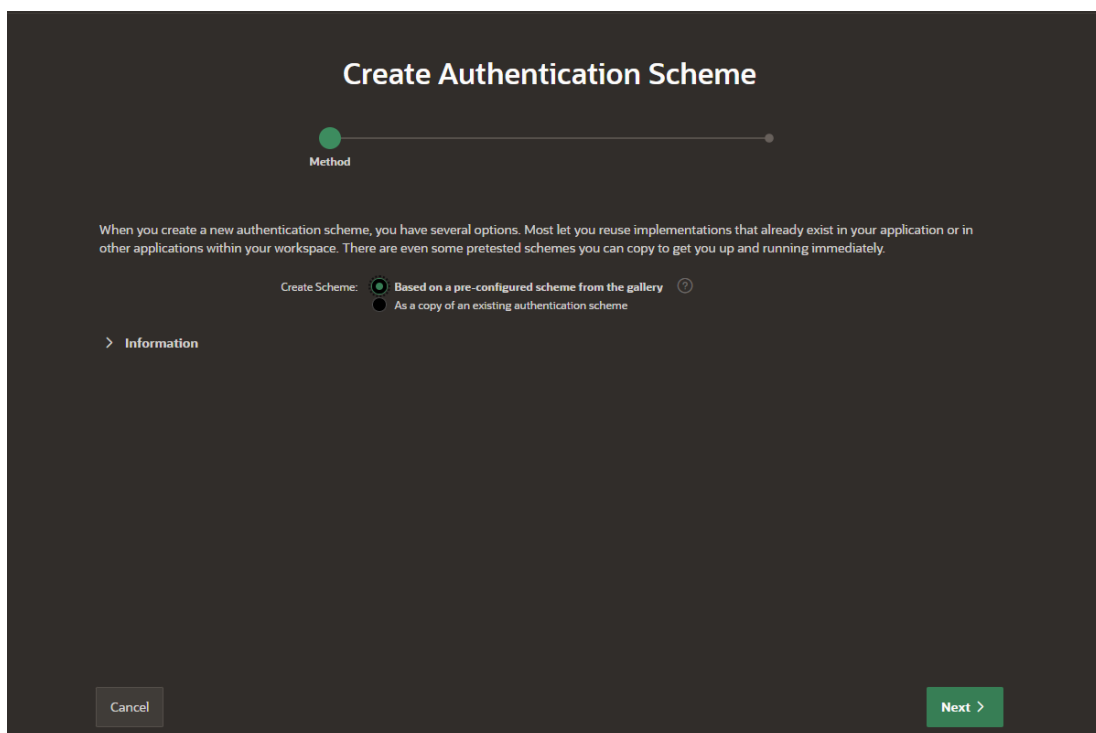 Create Authentication Scheme
Method
When you create a new authentication scheme, you have several options. Most let you reuse implementations that already exist in your application or in
other applications within your workspace. There are even some pretested schemes you can copy to get you up and running immediately.
Create Scheme: Based on a pre-configured scheme from the gallery ?
As a copy of an existing authentication scheme
> Information
Cancel Next >